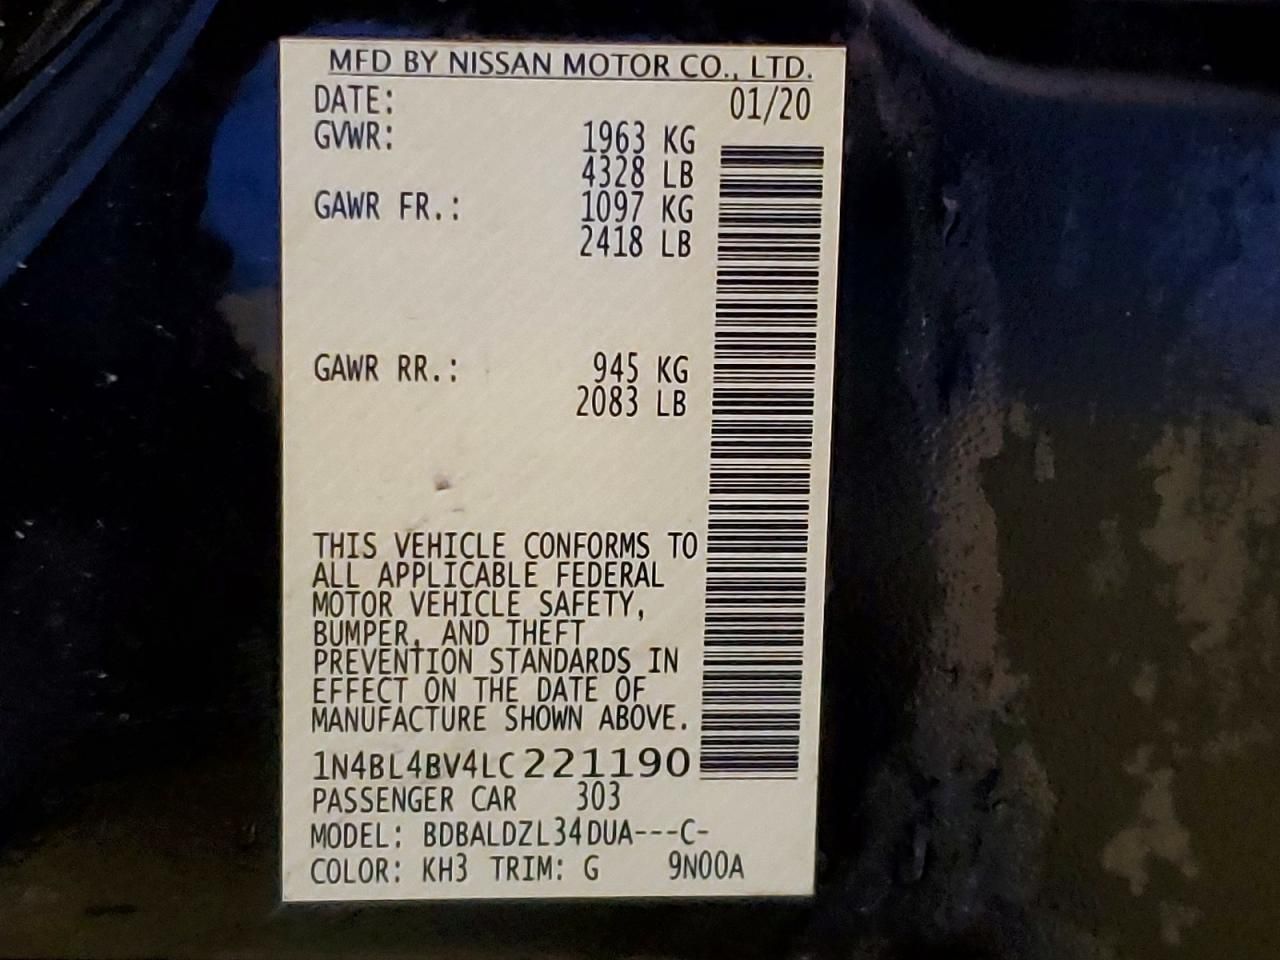 MFD BY NISSAN MOTOR CO., LTD.
DATE: 01/20
GVWR: 1963 KG
4328 LB
GAWR FR.: 1097 KG
2418 LB
GAWR RR.: 945 KG
2083 LB
THIS VEHICLE CONFORMS TO
ALL APPLICABLE FEDERAL
MOTOR VEHICLE SAFETY,
BUMPER, AND THEFT
PREVENTION STANDARDS IN
EFFECT ON THE DATE OF
MANUFACTURE SHOWN ABOVE.
1N4BL4BV4LC221190
PASSENGER CAR 303
MODEL: BDBALDZL34DUA---C-
COLOR: KH3 TRIM: G 9N00A